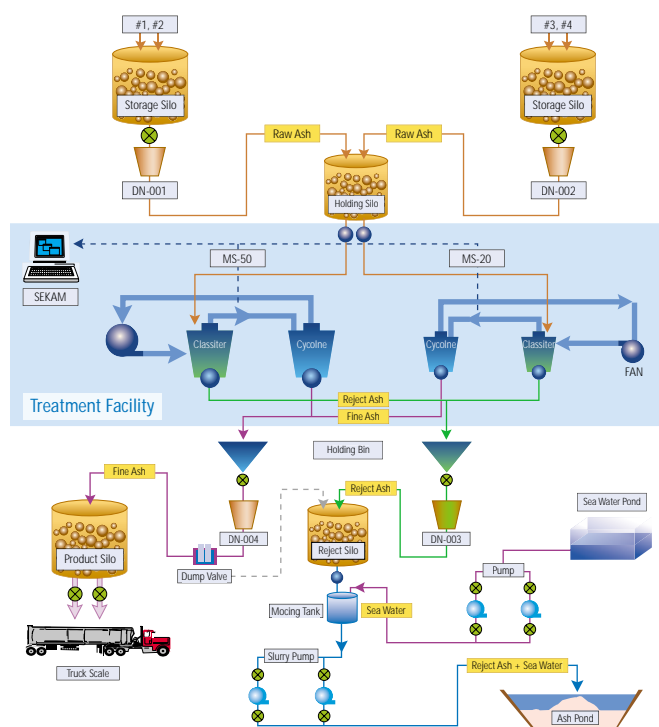 #1, #2
#3, #4
Storage Silo
Storage Silo
Raw Ash
Raw Ash
DN-001
DN-002
Holding Silo
MS-50
MS-20
SEKAM
Classiter
Cycolne
Cycolne
Classiter
FAN
Reject Ash
Treatment Facility
Fine Ash
Holding Bin
Fine Ash
Reject Ash
Sea Water Pond
DN-004
DN-003
Product Silo
Reject Silo
Pump
Dump Valve
Mocing Tank
Sea Water
Slurry Pump
Reject Ash + Sea Water
Truck Scale
Ash Pond